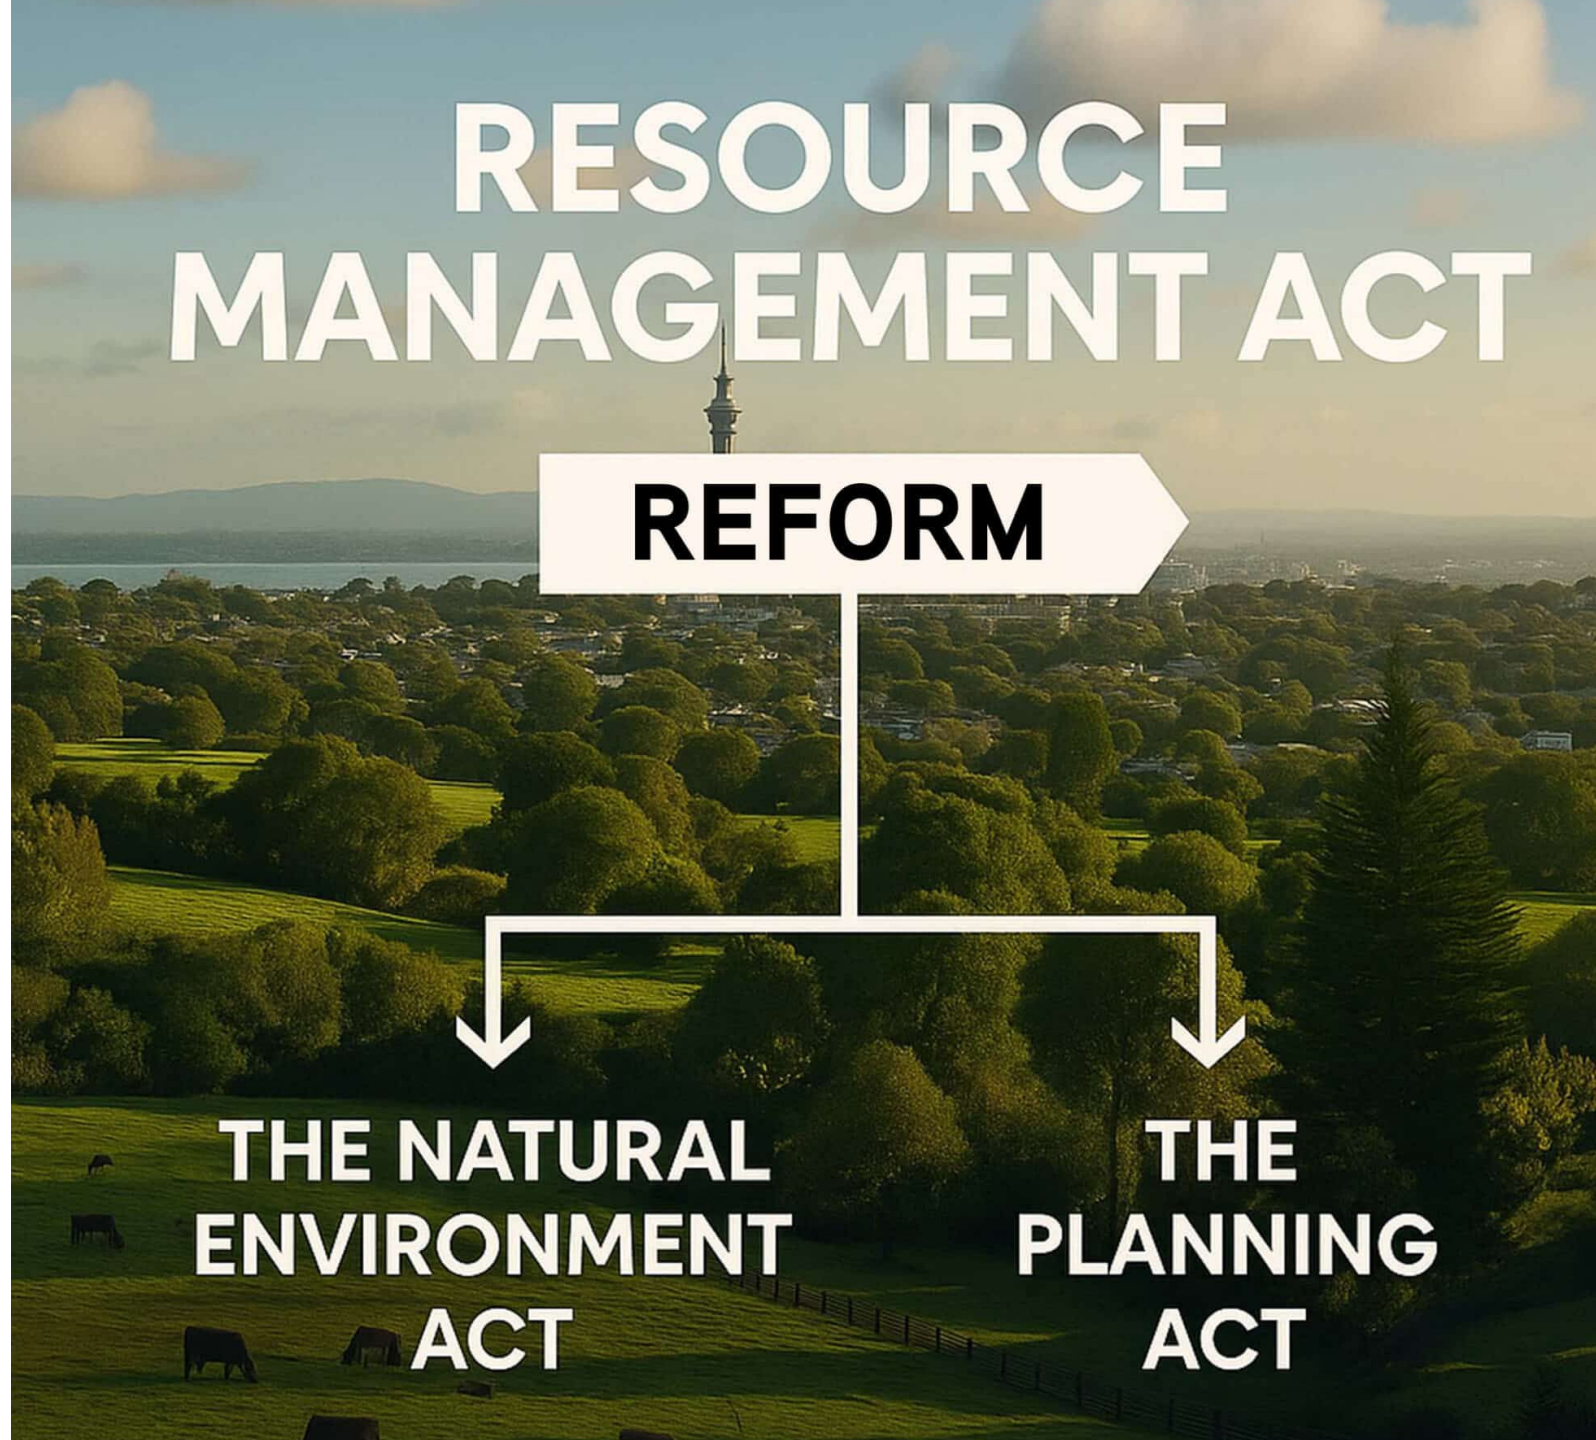 RESOURCE
MANAGEMENT ACT
REFORM
THE NATURAL
ENVIRONMENT
ACT
THE
PLANNING
ACT